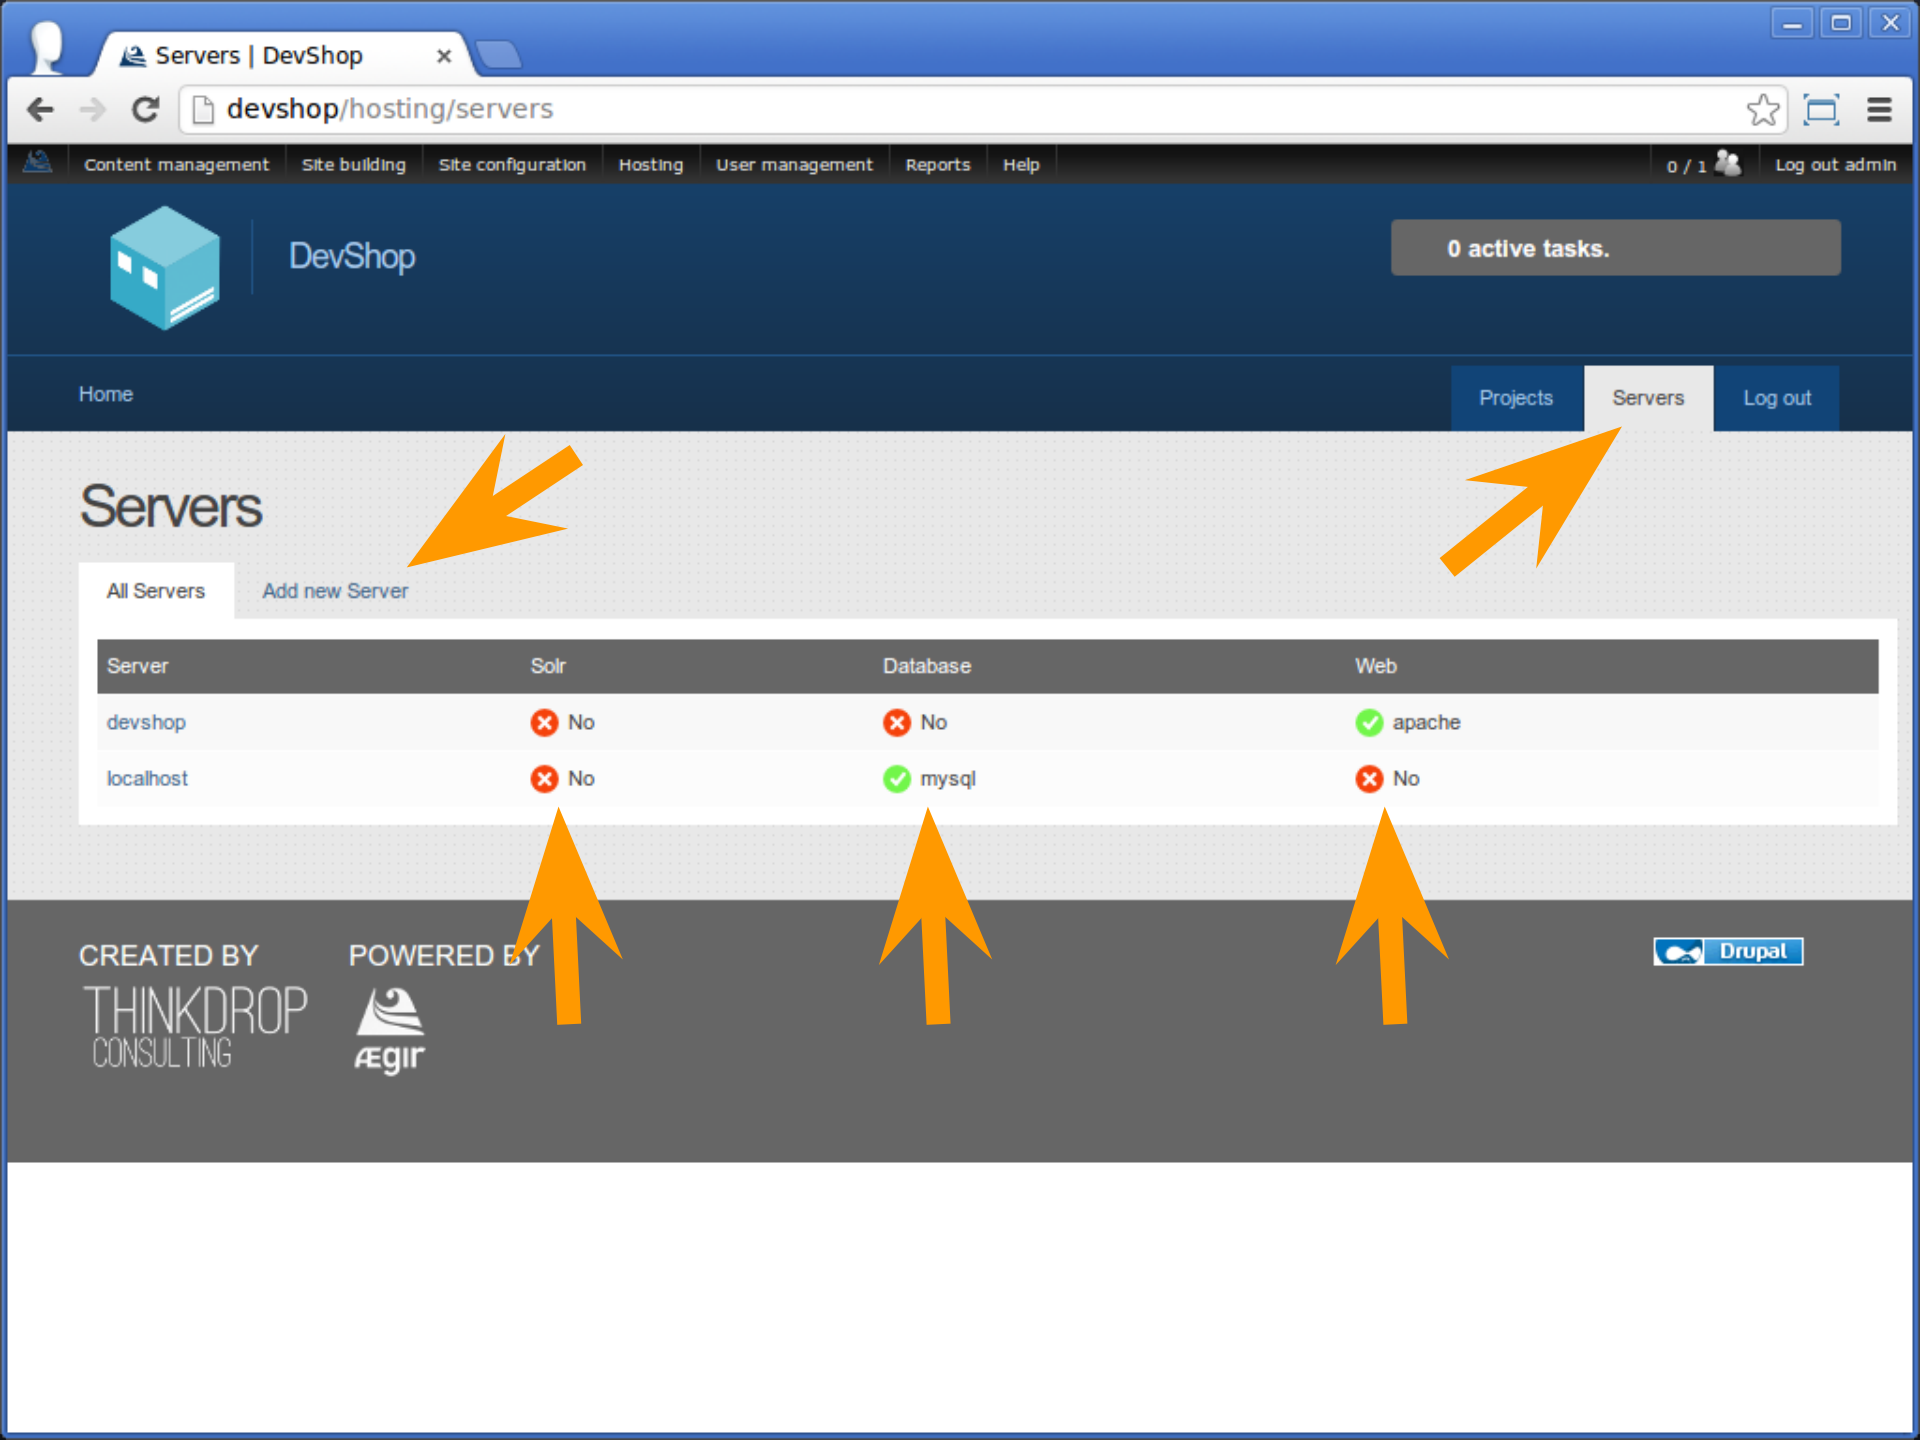 Servers | DevShop
devshop/hosting/servers
Content management Site building Site configuration Hosting User management Reports Help 0 / 1 Log out admin
DevShop
0 active tasks.
Home Projects Servers Log out
Servers
All Servers Add new Server
Server Solr Database Web
devshop No No apache
localhost No mysql No
CREATED BY POWERED BY
THINKDROP
CONSULTING
ÆGIR
Drupal